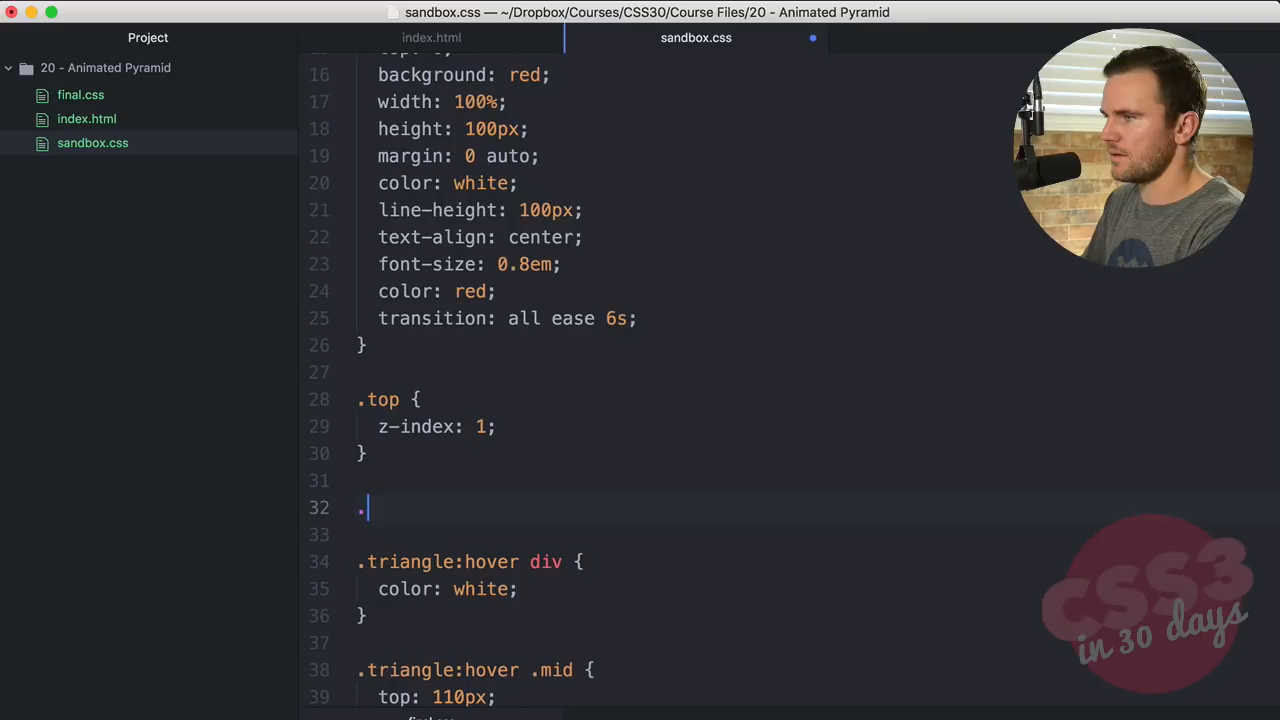 sandbox.css — ~/Dropbox/Courses/CSS30/Course Files/20 - Animated Pyramid
Project
index.html
sandbox.css
20 - Animated Pyramid
final.css
index.html
sandbox.css
16 background: red;
17 width: 100%;
18 height: 100px;
19 margin: 0 auto;
20 color: white;
21 line-height: 100px;
22 text-align: center;
23 font-size: 0.8em;
24 color: red;
25 transition: all ease 6s;
26 }
27
28 .top {
29 z-index: 1;
30 }
31
32 .
33
34 .triangle:hover div {
35 color: white;
36 }
37
38 .triangle:hover .mid {
39 top: 110px;
CSS3
in 30 days